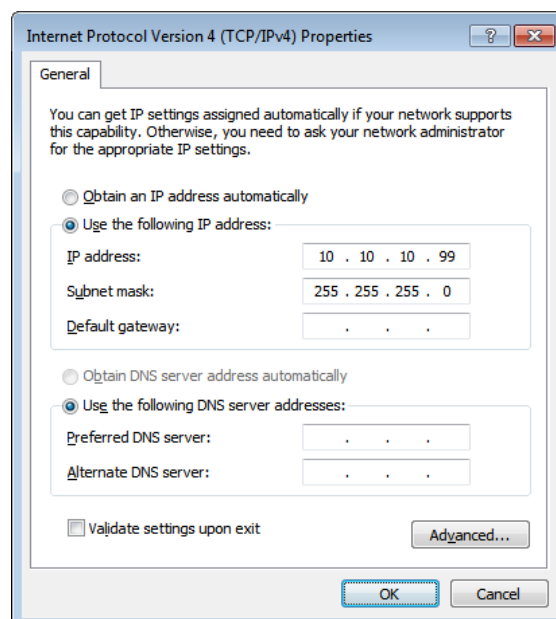 Internet Protocol Version 4 (TCP/IPv4) Properties
?
General
You can get IP settings assigned automatically if your network supports
this capability. Otherwise, you need to ask your network administrator
for the appropriate IP settings.
Obtain an IP address automatically
Use the following IP address:
IP address: 10 . 10 . 10 . 99
Subnet mask: 255 . 255 . 255 . 0
Default gateway: . . .
Obtain DNS server address automatically
Use the following DNS server addresses:
Preferred DNS server: . . .
Alternate DNS server: . . .
Validate settings upon exit
Advanced...
OK Cancel